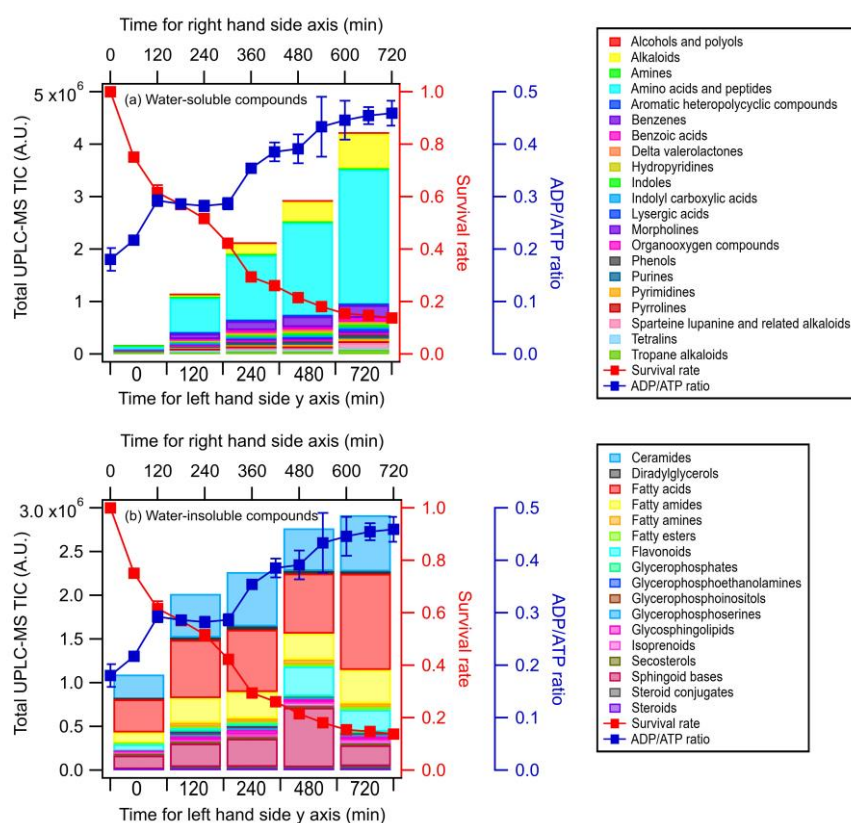 Time for right hand side axis (min)
0 120 240 360 480 600 720
5 x10⁶
4
3
2
1
0
Total UPLC-MS TIC (A.U.)
(a) Water-soluble compounds
1.0
0.8
0.6
0.4
0.2
0.0
Survival rate
0.5
0.4
0.3
0.2
0.1
0.0
ADP/ATP ratio
0 120 240 480 720
Time for left hand side y axis (min)
Alcohols and polyols
Alkaloids
Amines
Amino acids and peptides
Aromatic heteropolycyclic compounds
Benzenes
Benzoic acids
Delta valerolactones
Hydropyridines
Indoles
Indolyl carboxylic acids
Lysergic acids
Morpholines
Organooxygen compounds
Phenols
Purines
Pyrimidines
Pyrrolines
Sparteine lupanine and related alkaloids
Tetralins
Tropane alkaloids
Survival rate
ADP/ATP ratio
Time for right hand side axis (min)
0 120 240 360 480 600 720
3.0 x10⁶
2.5
2.0
1.5
1.0
0.5
0.0
Total UPLC-MS TIC (A.U.)
(b) Water-insoluble compounds
1.0
0.8
0.6
0.4
0.2
0.0
Survival rate
0.5
0.4
0.3
0.2
0.1
0.0
ADP/ATP ratio
0 120 240 480 720
Time for left hand side y axis (min)
Ceramides
Diradylglycerols
Fatty acids
Fatty amides
Fatty amines
Fatty esters
Flavonoids
Glycerophosphates
Glycerophosphoethanolamines
Glycerophosphoinositols
Glycerophosphoserines
Glycosphingolipids
Isoprenoids
Secosterols
Sphingoid bases
Steroid conjugates
Steroids
Survival rate
ADP/ATP ratio